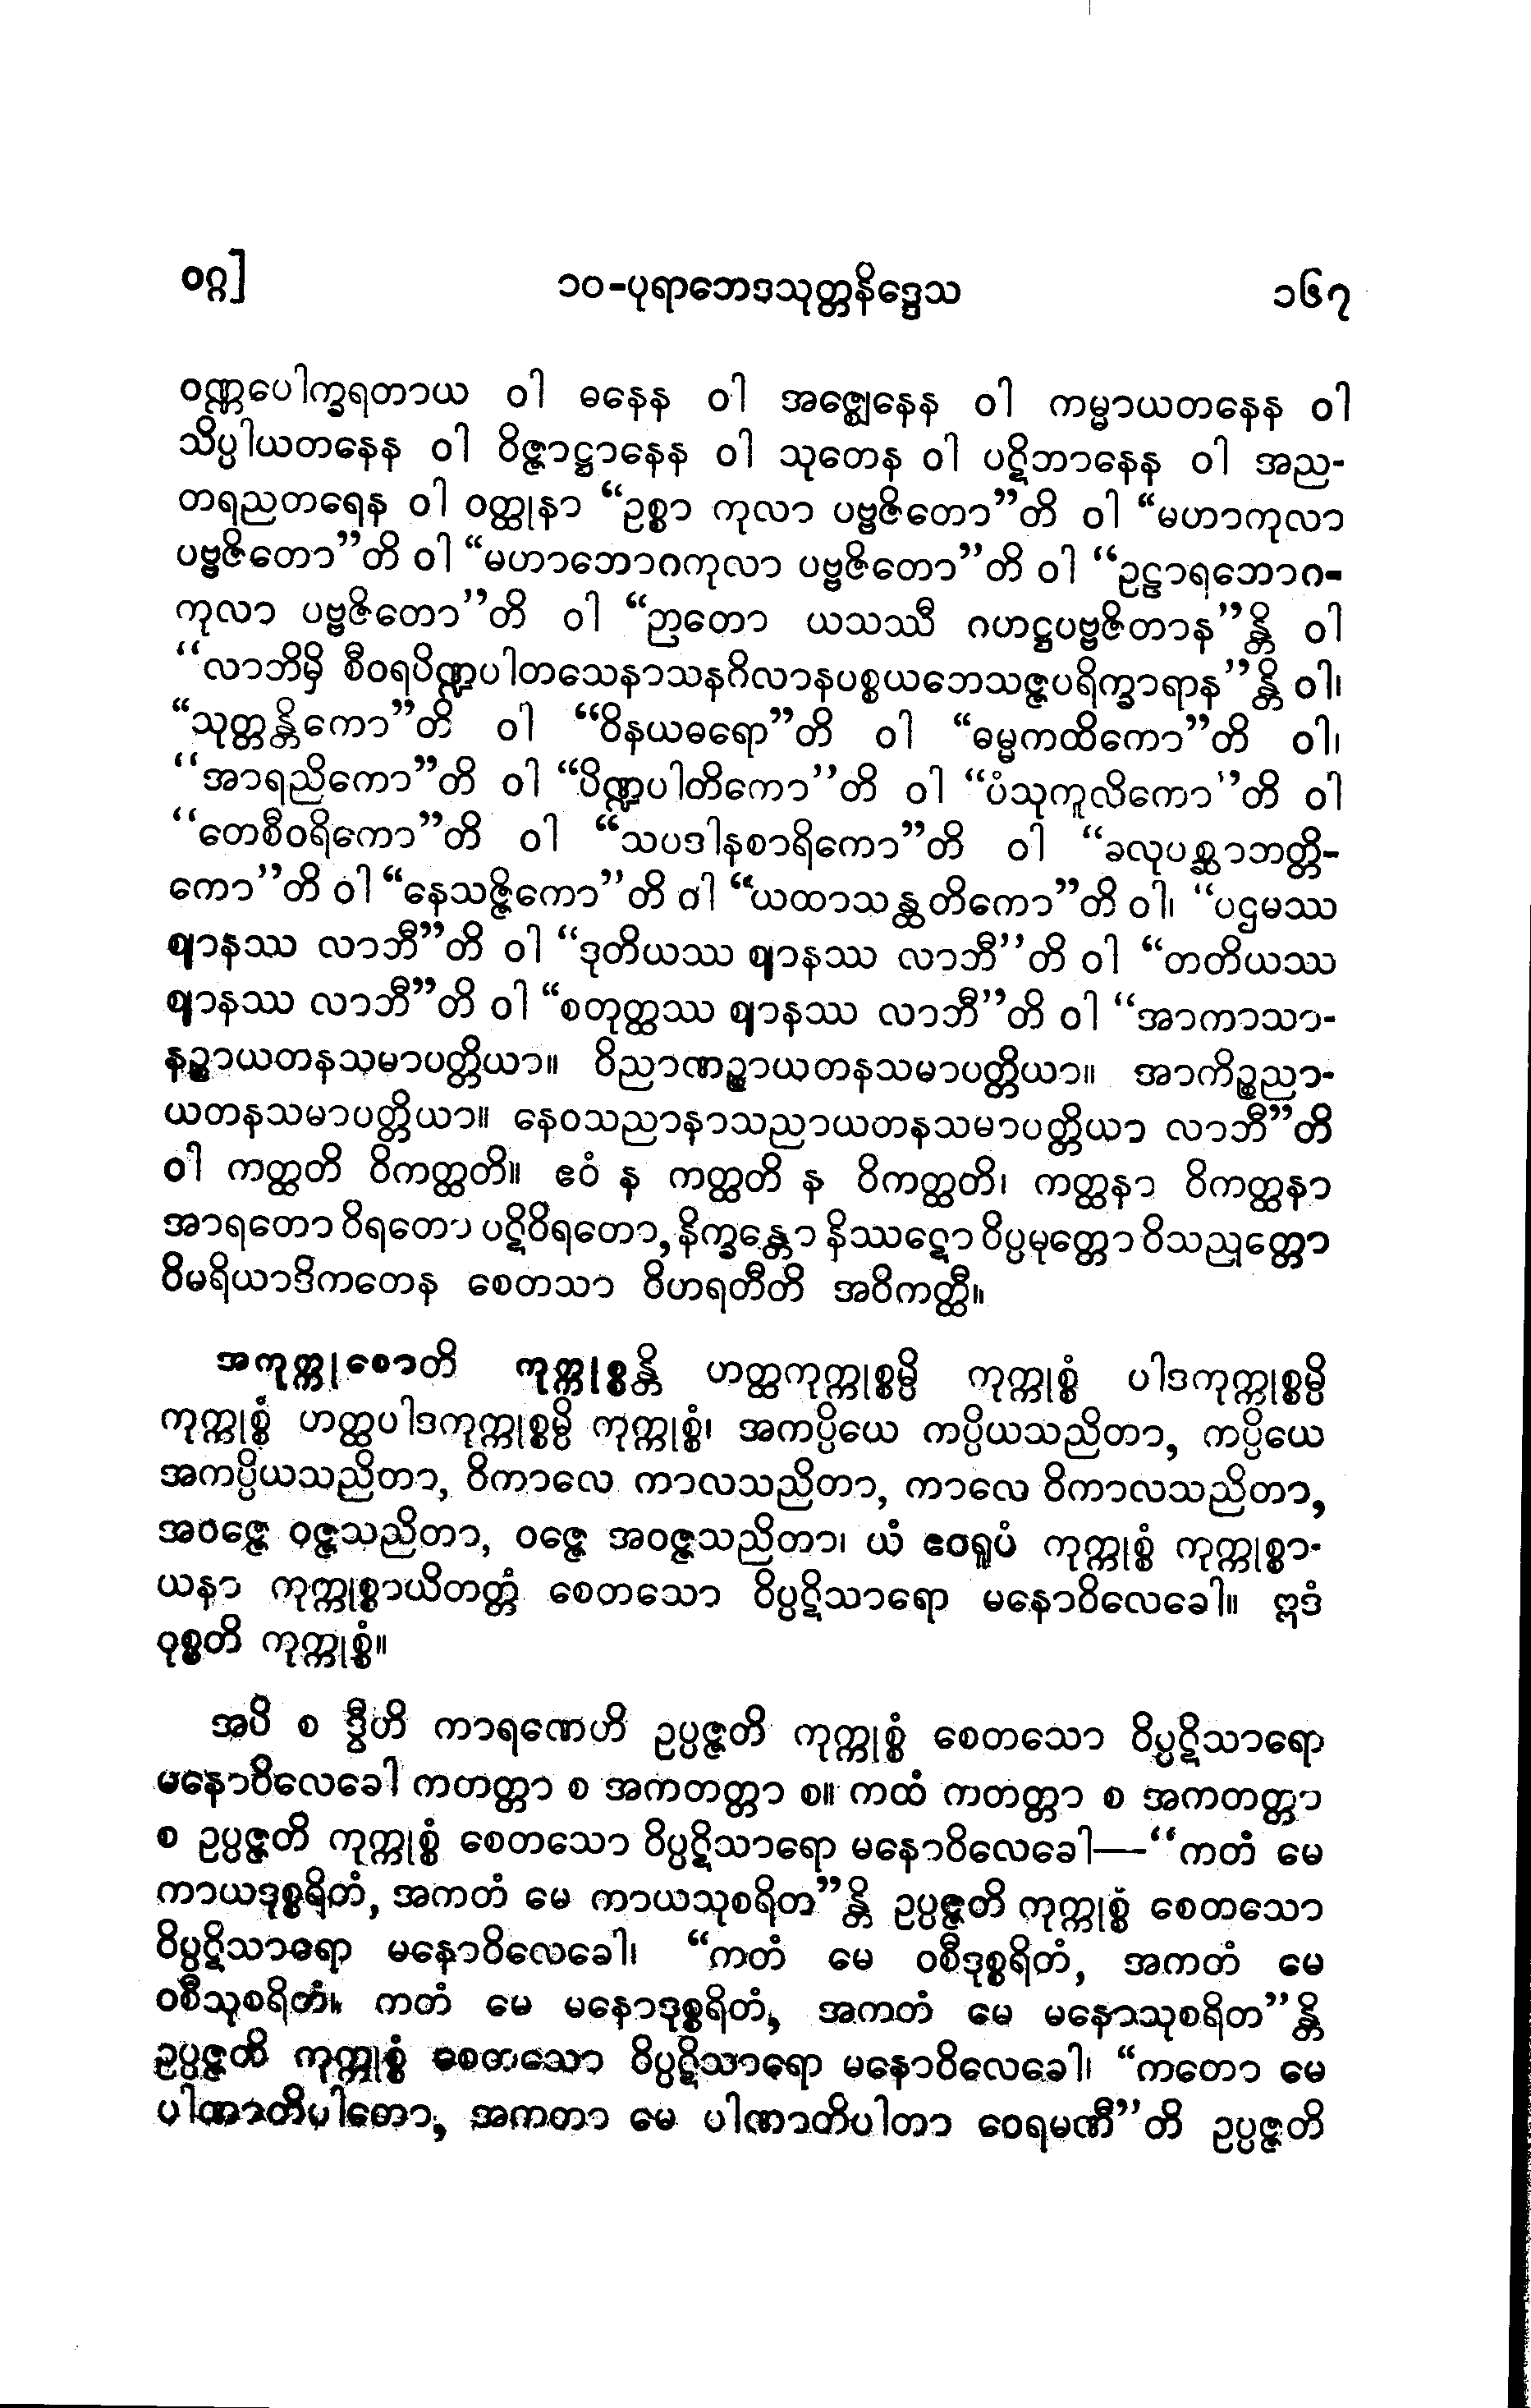 ဝဂ္ဂ]
၁၀-ပုရာဘေဒသုတ္တနိဒ္ဒေသ
၁၆၇
ဝဏ္ဏပေါက္ခရတာယ ဝါ ဓနေန ဝါ အဇ္ဈေနေန ဝါ ကမ္မာယတနေန ဝါ
သိပ္ပါယတနေန ဝါ ဝိဇ္ဇာဋ္ဌာနေန ဝါ သုတေန ဝါ ပဋိဘာနေန ဝါ အည-
တရညတရေန ဝါ ဝတ္ထုနာ “ဥစ္စာ ကုလာ ပဗ္ဗဇိတော”တိ ဝါ “မဟာကုလာ
ပဗ္ဗဇိတော”တိ ဝါ “မဟာဘောဂကုလာ ပဗ္ဗဇိတော”တိ ဝါ “ဥဠာရဘောဂ-
ကုလာ ပဗ္ဗဇိတော”တိ ဝါ “ဉာတော ယသဿီ ဂဟဋ္ဌပဗ္ဗဇိတာန”န္တိ ဝါ
“လာဘိမှိ စီဝရပိဏ္ဍပါတသေနာသနဂိလာနပစ္စယဘေသဇ္ဇပရိက္ခာရာန”န္တိ ဝါ၊
“သုတ္တန္တိကော”တိ ဝါ “ဝိနယဓရော”တိ ဝါ “ဓမ္မကထိကော”တိ ဝါ၊
“အာရညိကော”တိ ဝါ “ပိဏ္ဍပါတိကော”တိ ဝါ “ပံသုကူလိကော”တိ ဝါ
“တေစီဝရိကော”တိ ဝါ “သပဒါနစာရိကော”တိ ဝါ “ခလုပစ္ဆာဘတ္တိ-
ကော”တိ ဝါ “နေသဇ္ဇိကော”တိ ဝါ “ယထာသန္ထတိကော”တိ ဝါ၊ “ပဌမဿ
ဈာနဿ လာဘီ”တိ ဝါ “ဒုတိယဿ ဈာနဿ လာဘီ”တိ ဝါ “တတိယဿ
ဈာနဿ လာဘီ”တိ ဝါ “စတုတ္ထဿ ဈာနဿ လာဘီ”တိ ဝါ “အာကာသာ-
နဉ္စာယတနသမာပတ္တိယာ။ ဝိညာဏဉ္စာယတနသမာပတ္တိယာ။ အာကိဉ္စညာ-
ယတနသမာပတ္တိယာ။ နေဝသညာနာသညာယတနသမာပတ္တိယာ လာဘီ”တိ
ဝါ ကတ္ထတိ ဝိကတ္ထတိ။ ဧဝံ န ကတ္ထတိ န ဝိကတ္ထတိ၊ ကတ္ထနာ ဝိကတ္ထနာ
အာရတော ဝိရတော ပဋိဝိရတော, နိက္ခန္တော နိဿဋော ဝိပ္ပမုတ္တော ဝိသညုတ္တော
ဝိမရိယာဒိကတေန စေတသာ ဝိဟရတီတိ အဝိကတ္ထီ။
အကုက္ကုစောတိ ကုက္ကုစ္စန္တိ ဟတ္ထကုက္ကုစ္စမ္ပိ ကုက္ကုစ္စံ ပါဒကုက္ကုစ္စမ္ပိ
ကုက္ကုစ္စံ ဟတ္ထပါဒကုက္ကုစ္စမ္ပိ ကုက္ကုစ္စံ၊ အကပ္ပိယေ ကပ္ပိယသညိတာ, ကပ္ပိယေ
အကပ္ပိယသညိတာ, ဝိကာလေ ကာလသညိတာ, ကာလေ ဝိကာလသညိတာ,
အဝဇ္ဇေ ဝဇ္ဇသညိတာ, ဝဇ္ဇေ အဝဇ္ဇသညိတာ၊ ယံ ဧဝရူပံ ကုက္ကုစ္စံ ကုက္ကုစ္စာ-
ယနာ ကုက္ကုစ္စာယိတတ္တံ စေတသော ဝိပ္ပဋိသာရော မနောဝိလေခေါ။ ဣဒံ
ဝုစ္စတိ ကုက္ကုစ္စံ။
အပိ စ ဒွီဟိ ကာရဏေဟိ ဥပ္ပဇ္ဇတိ ကုက္ကုစ္စံ စေတသော ဝိပ္ပဋိသာရော
မနောဝိလေခေါ ကတတ္တာ စ အကတတ္တာ စ။ ကထံ ကတတ္တာ စ အကတတ္တာ
စ ဥပ္ပဇ္ဇတိ ကုက္ကုစ္စံ စေတသော ဝိပ္ပဋိသာရော မနောဝိလေခေါ—“ကတံ မေ
ကာယဒုစ္စရိတံ, အကတံ မေ ကာယသုစရိတ”န္တိ ဥပ္ပဇ္ဇတိ ကုက္ကုစ္စံ စေတသော
ဝိပ္ပဋိသာရော မနောဝိလေခေါ၊ “ကတံ မေ ဝစီဒုစ္စရိတံ, အကတံ မေ
ဝစီသုစရိတံ။ ကတံ မေ မနောဒုစ္စရိတံ, အကတံ မေ မနောသုစရိတ”န္တိ
ဥပ္ပဇ္ဇတိ ကုက္ကုစ္စံ စေတသော ဝိပ္ပဋိသာရော မနောဝိလေခေါ၊ “ကတော မေ
ပါဏာတိပါတော, အကတာ မေ ပါဏာတိပါတာ ဝေရမဏီ”တိ ဥပ္ပဇ္ဇတိ